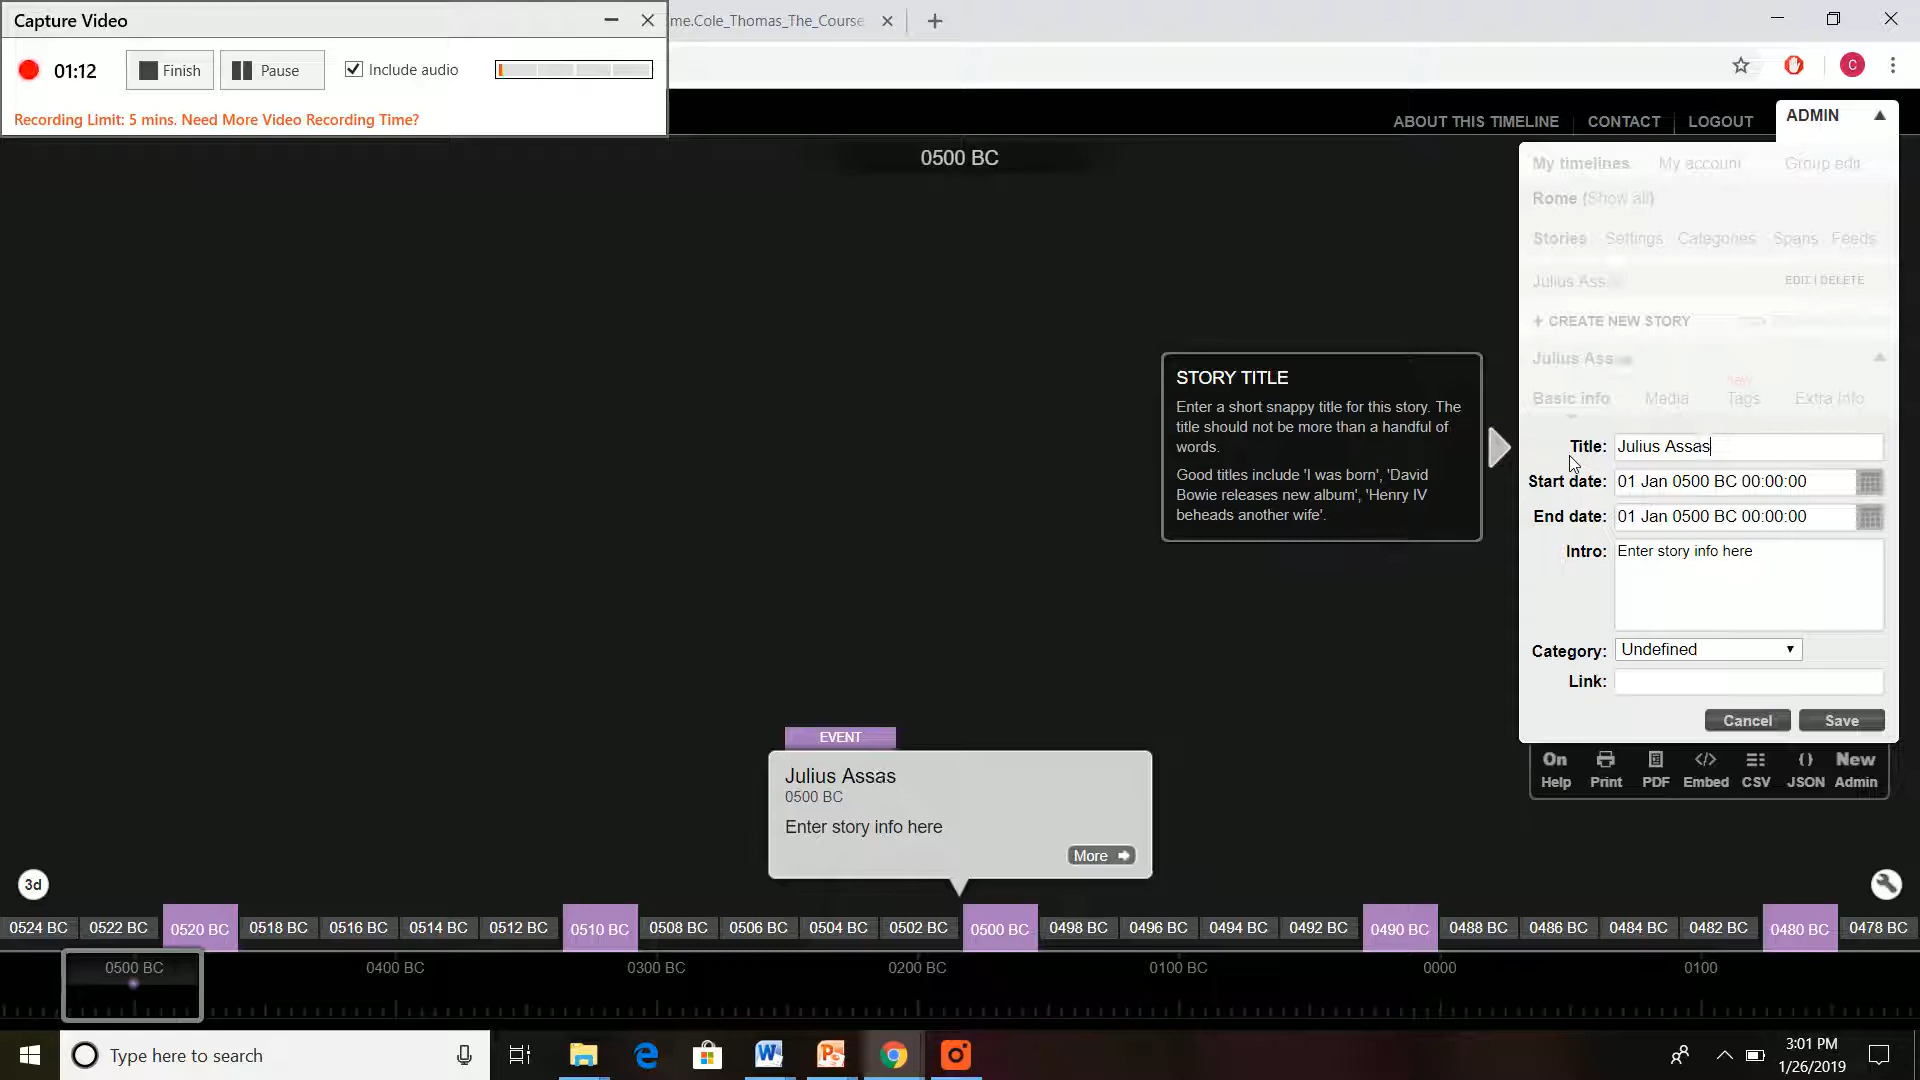 Capture Video
me.Cole_Thomas_The_Course
01:12
Finish
Pause
Include audio
Recording Limit: 5 mins. Need More Video Recording Time?
C
ABOUT THIS TIMELINE
CONTACT
LOGOUT
ADMIN
0500 BC
My timelines
My account
Group edit
Rome (Show all)
Stories
Settings
Categories
Spans
Feeds
Julius Ass
EDIT | DELETE
+ CREATE NEW STORY
Julius Ass
new
Basic info
Media
Tags
Extra Info
STORY TITLE
Enter a short snappy title for this story. The
title should not be more than a handful of
words.
Good titles include 'I was born', 'David
Bowie releases new album', 'Henry IV
beheads another wife'.
Title: Julius Assas
Start date: 01 Jan 0500 BC 00:00:00
End date: 01 Jan 0500 BC 00:00:00
Intro: Enter story info here
Category: Undefined
Link:
Cancel
Save
On Help
Print
PDF
Embed
CSV
JSON
New Admin
EVENT
Julius Assas
0500 BC
Enter story info here
More
3d
0524 BC 0522 BC 0520 BC 0518 BC 0516 BC 0514 BC 0512 BC 0510 BC 0508 BC 0506 BC 0504 BC 0502 BC 0500 BC 0498 BC 0496 BC 0494 BC 0492 BC 0490 BC 0488 BC 0486 BC 0484 BC 0482 BC 0480 BC 0478 BC
0500 BC 0400 BC 0300 BC 0200 BC 0100 BC 0000 0100
Type here to search
3:01 PM
1/26/2019